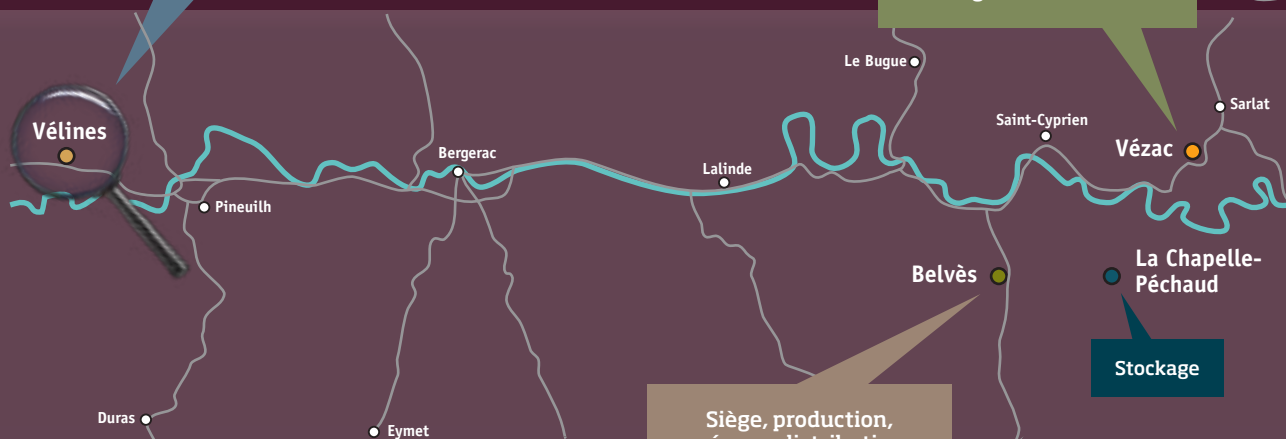 Le Bugue
Sarlat
Saint-Cyprien
Vélines
Vézac
Bergerac
Lalinde
Pineuilh
La Chapelle-
Péchaud
Belvès
Stockage
Siège, production,
Duras
Eymet